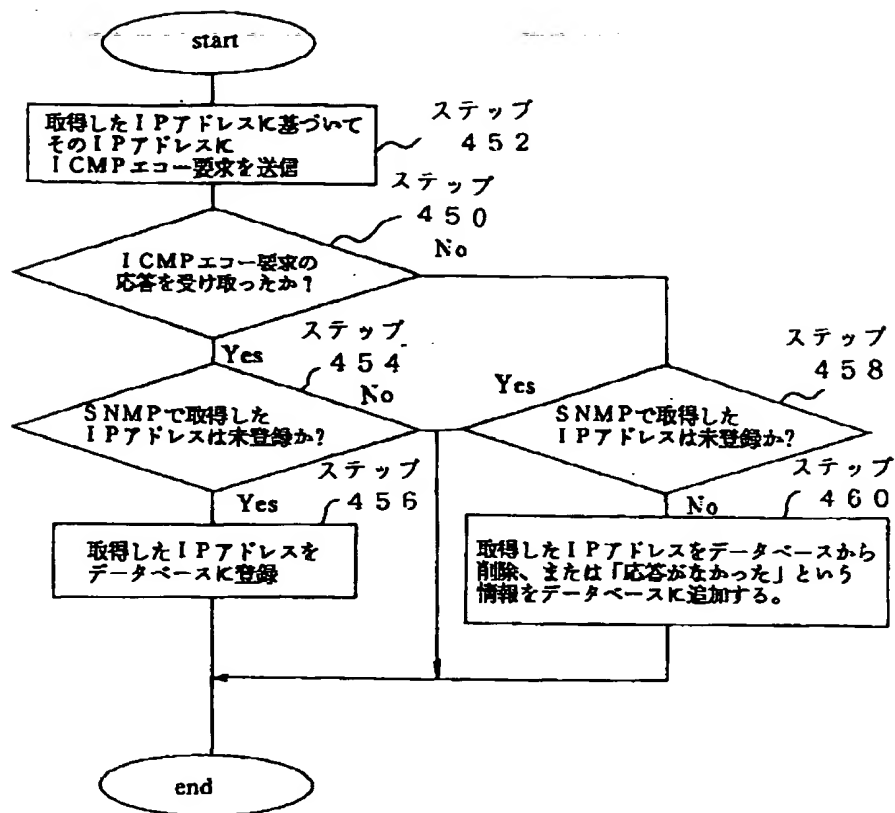 start
取得したIPアドレスに基づいて
そのIPアドレスに
ICMPエコー要求を送信
ステップ
452
ステップ
450
ICMPエコー要求の
応答を受け取ったか?
No
Yes
ステップ
454
SNMPで取得した
IPアドレスは未登録か?
No
Yes
ステップ
456
取得したIPアドレスを
データベースに登録
ステップ
458
Yes
SNMPで取得した
IPアドレスは未登録か?
No
ステップ
460
取得したIPアドレスをデータベースから
削除、または「応答がなかった」という
情報をデータベースに追加する。
end